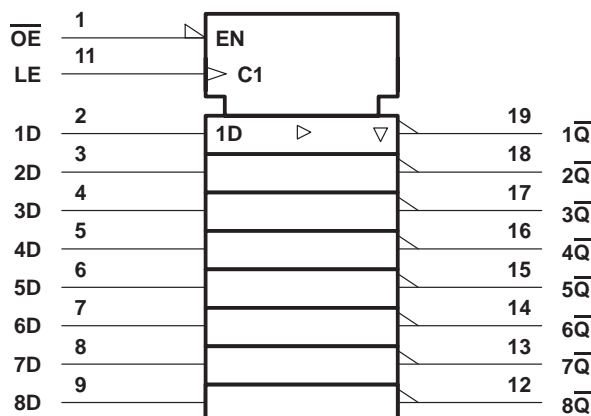 O̅E̅ 1 EN
LE 11 C1
1D 2 1D 19 1Q̅
2D 3 18 2Q̅
3D 4 17 3Q̅
4D 5 16 4Q̅
5D 6 15 5Q̅
6D 7 14 6Q̅
7D 8 13 7Q̅
8D 9 12 8Q̅